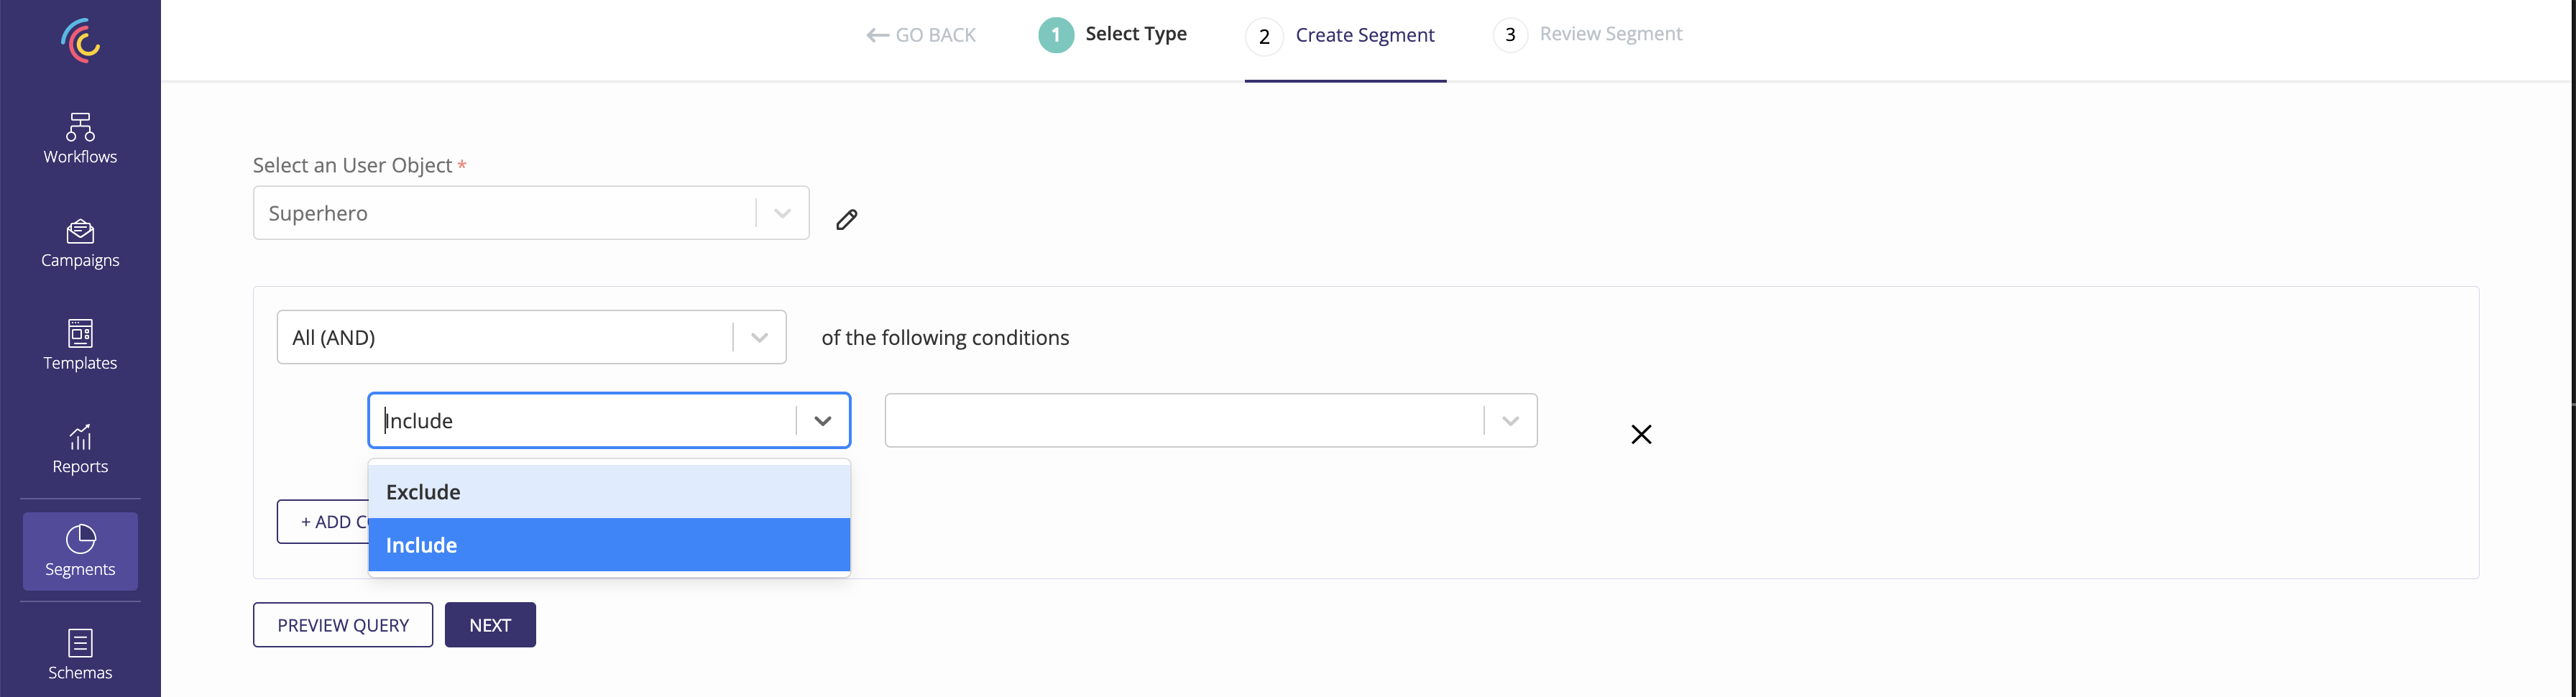 GO BACK
1 Select Type
2 Create Segment
3 Review Segment
Workflows
Campaigns
Templates
Reports
Segments
Schemas
Select an User Object *
Superhero
All (AND)
of the following conditions
Include
Exclude
Include
+ ADD
PREVIEW QUERY
NEXT